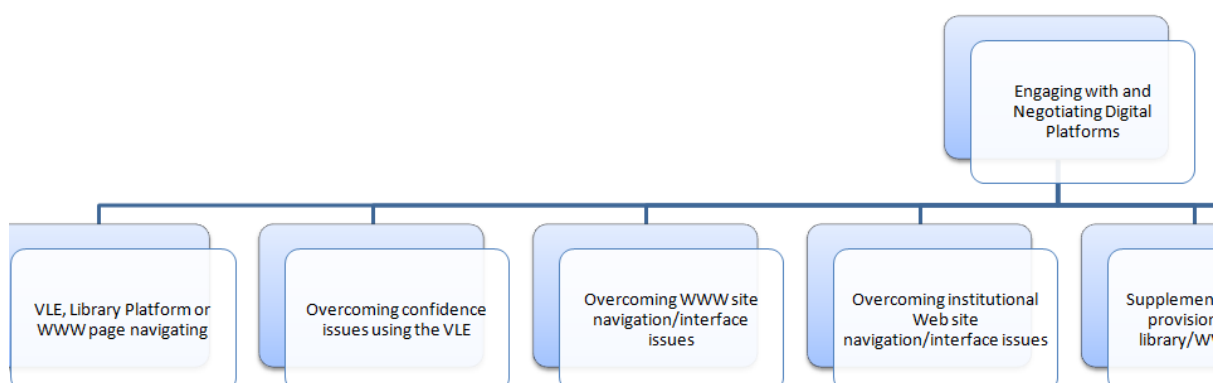 Engaging with and
Negotiating Digital
Platforms
VLE, Library Platform or
WWW page navigating
Overcoming confidence
issues using the VLE
Overcoming WWW site
navigation/interface
issues
Overcoming institutional
Web site
navigation/interface issues
provision